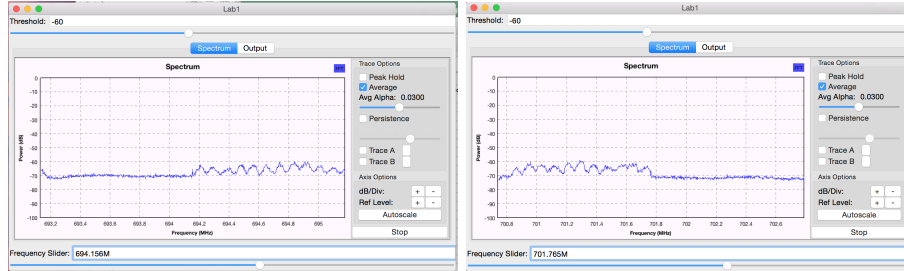 Lab1
Threshold: -60
Spectrum Output
Spectrum
FFT
0
-10
-20
-30
-40
-50
-60
-70
-80
-90
-100
Power (dB)
693.2 693.4 693.6 693.8 694 694.2 694.4 694.6 694.8 695
Frequency (MHz)
Trace Options
Peak Hold
Average
Avg Alpha: 0.0300
Persistence
Trace A
Trace B
Axis Options
dB/Div: + -
Ref Level: + -
Autoscale
Stop
Frequency Slider: 694.156M
Lab1
Threshold: -60
Spectrum Output
Spectrum
0
-10
-20
-30
-40
-50
-60
-70
-80
-90
-100
Power (dB)
700.8 701 701.2 701.4 701.6 701.8 702 702.2 702.4 702.6
Frequency (MHz)
Trace Options
Peak Hold
Average
Avg Alpha: 0.0300
Persistence
Trace A
Trace B
Axis Options
dB/Div: + -
Ref Level: + -
Autoscale
Stop
Frequency Slider: 701.765M